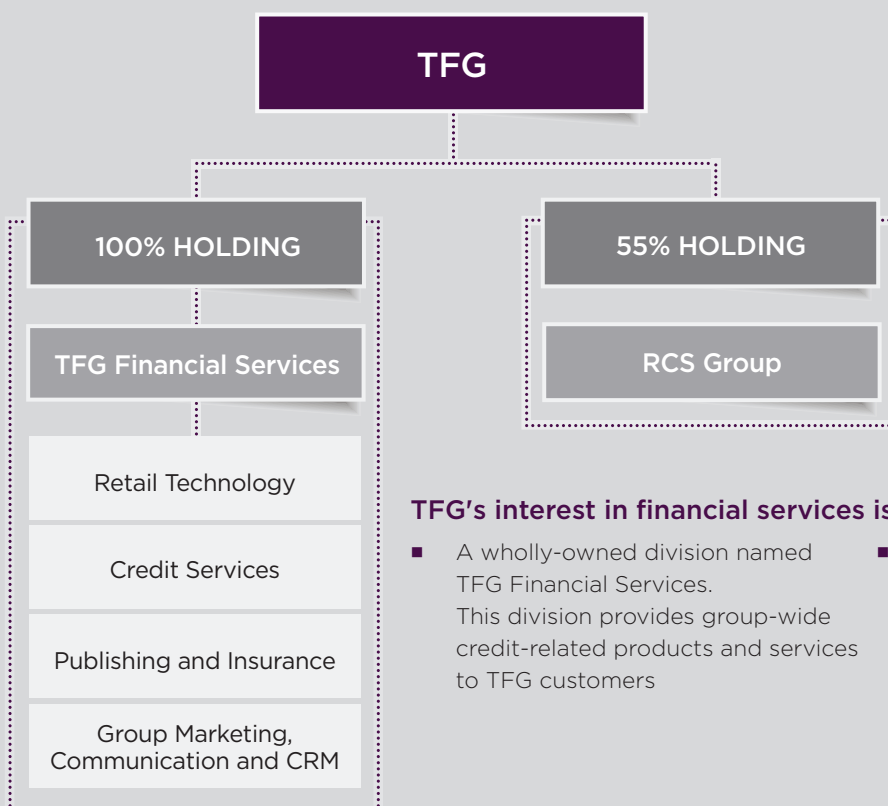 TFG
100% HOLDING
55% HOLDING
TFG Financial Services
RCS Group
Retail Technology
Credit Services
Publishing and Insurance
Group Marketing,
Communication and CRM
TFG's interest in financial services is
■ A wholly-owned division named
TFG Financial Services.
This division provides group-wide
credit-related products and services
to TFG customers
■